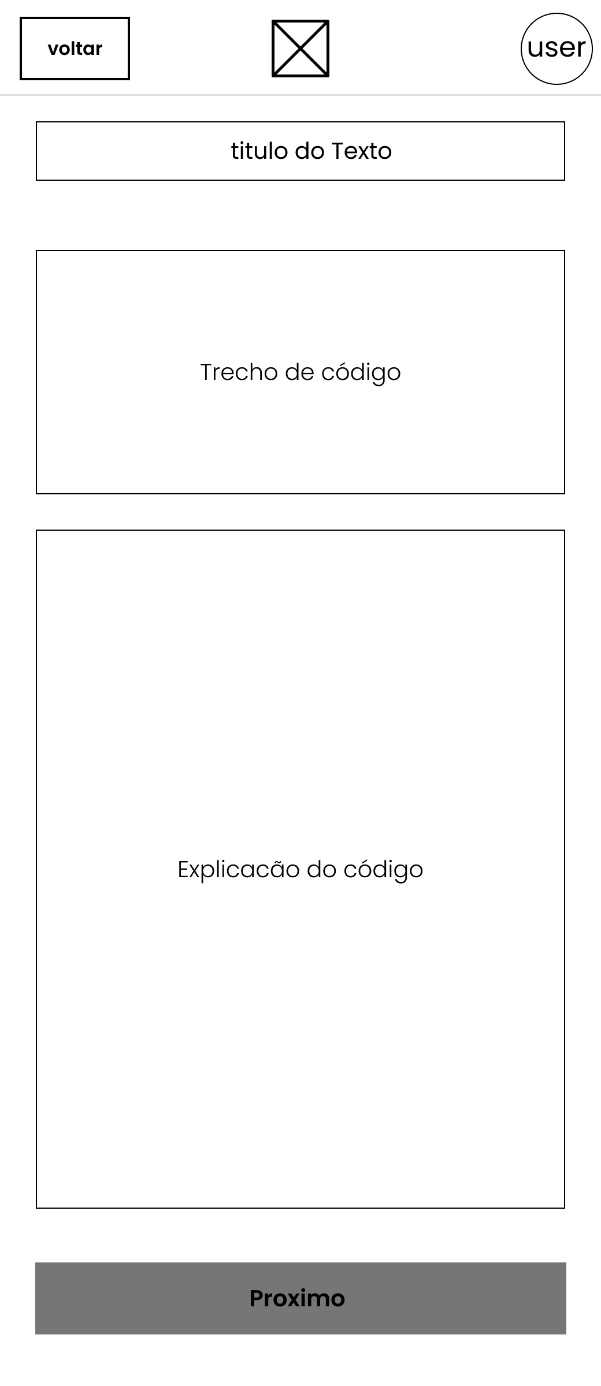 voltar
user
titulo do Texto
Trecho de código
Explicacão do código
Proximo